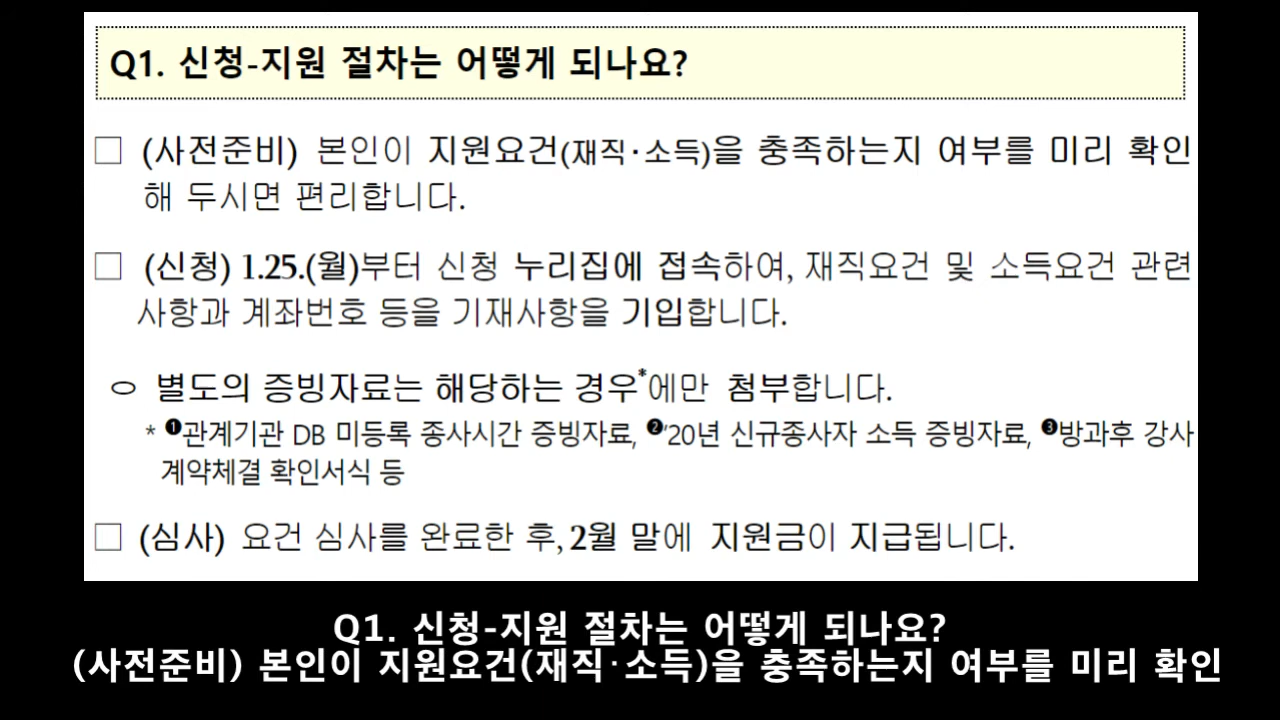 Q1. 신청-지원 절차는 어떻게 되나요?
□ (사전준비) 본인이 지원요건(재직·소득)을 충족하는지 여부를 미리 확인
해 두시면 편리합니다.
□ (신청) 1.25.(월)부터 신청 누리집에 접속하여, 재직요건 및 소득요건 관련
사항과 계좌번호 등을 기재사항을 기입합니다.
ㅇ 별도의 증빙자료는 해당하는 경우*에만 첨부합니다.
* ❶관계기관 DB 미등록 종사시간 증빙자료, ❷’20년 신규종사자 소득 증빙자료, ❸방과후 강사
계약체결 확인서식 등
□ (심사) 요건 심사를 완료한 후, 2월 말에 지원금이 지급됩니다.
Q1. 신청-지원 절차는 어떻게 되나요?
(사전준비) 본인이 지원요건(재직·소득)을 충족하는지 여부를 미리 확인